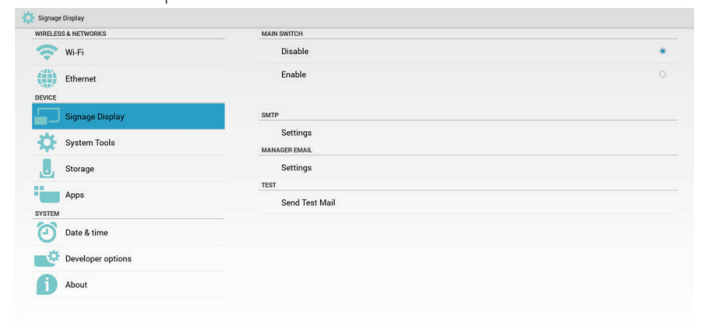 Signage Display
WIRELESS & NETWORKS
Wi-Fi
Ethernet
DEVICE
Signage Display
System Tools
Storage
Apps
SYSTEM
Date & time
Developer options
About
MAIN SWITCH
Disable
Enable
SMTP
Settings
MANAGER EMAIL
Settings
TEST
Send Test Mail